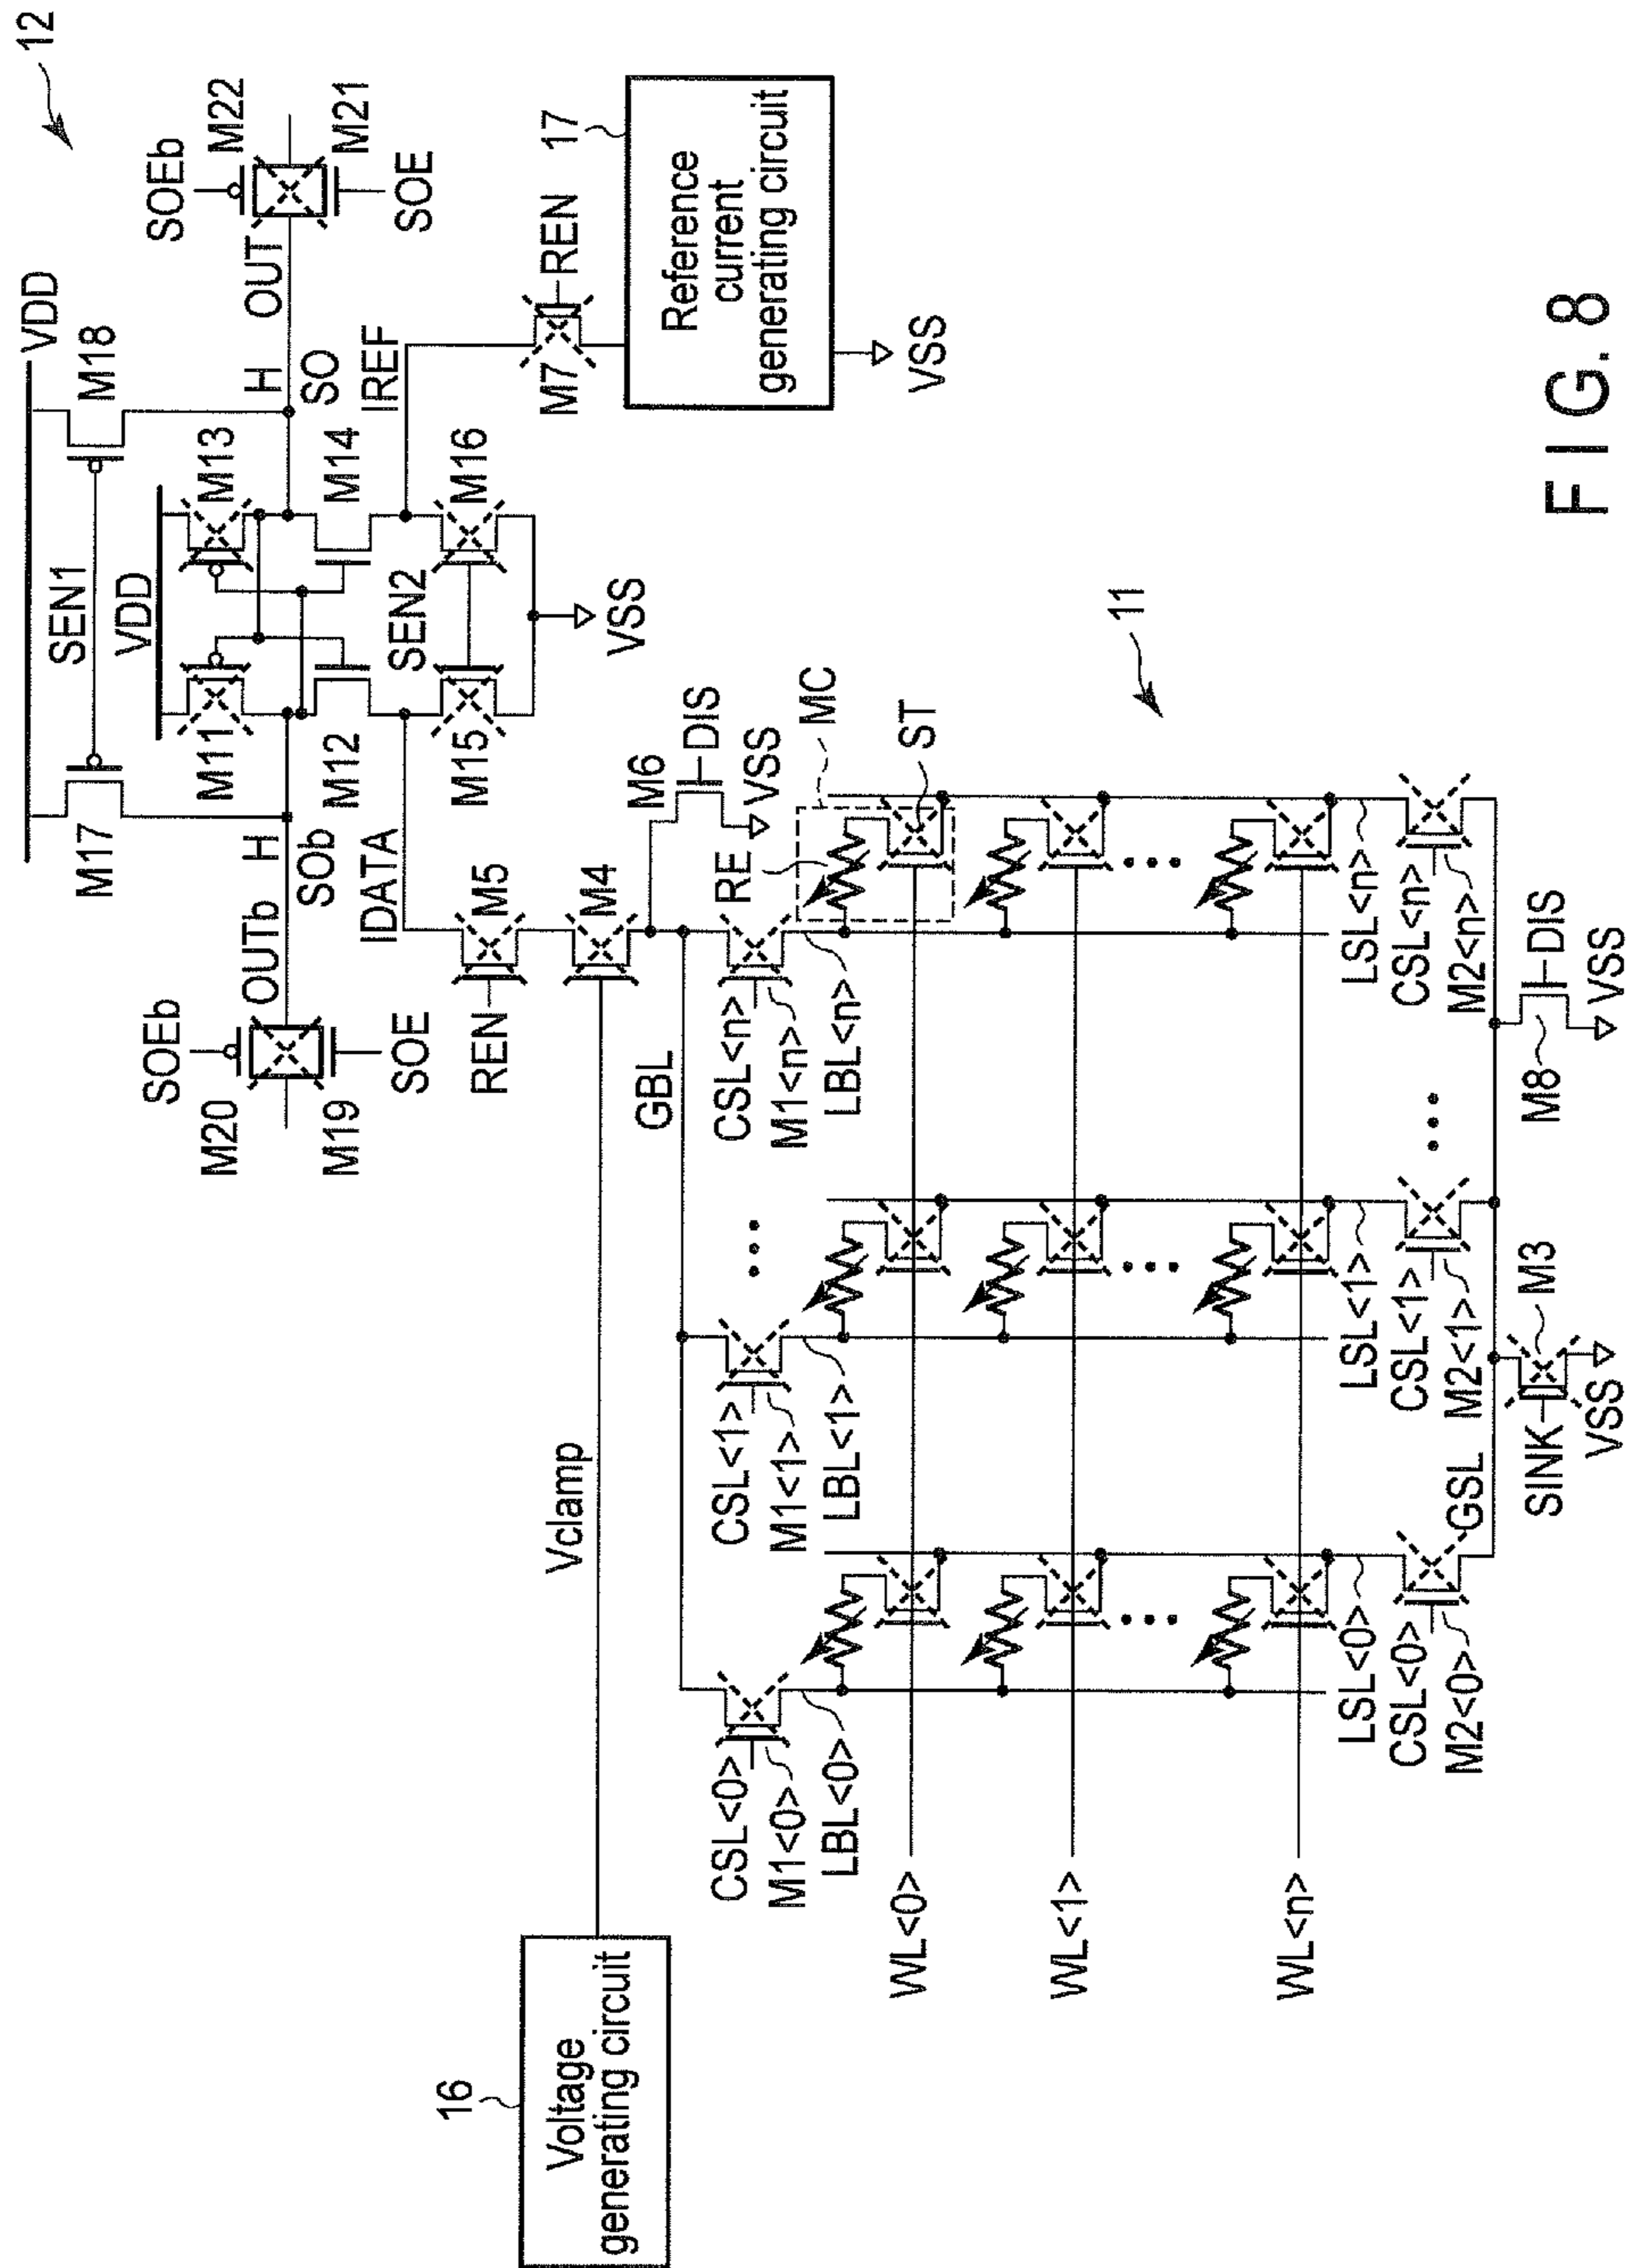 12
VDD
SEN1
M17
M18
VDD
M11
M13
H
H
SOEb
M20
OUTb
M19
SOE
SOb
SO
OUT
SOEb
M22
M21
SOE
M12
M14
IDATA
SEN2
IREF
M15
M16
VSS
REN
M5
M4
M7
REN
17
Reference
current
generating circuit
VSS
16
Voltage
generating circuit
Vclamp
GBL
M6
DIS
VSS
CSL<0>
M1<0>
LBL<0>
CSL<1>
M1<1>
LBL<1>
CSL<n>
M1<n>
LBL<n>
RE
MC
ST
11
WL<0>
WL<1>
WL<n>
LSL<0>
CSL<0>
M2<0>
LSL<1>
CSL<1>
M2<1>
LSL<n>
CSL<n>
M2<n>
GSL
SINK
M3
VSS
M8
DIS
VSS
FIG. 8